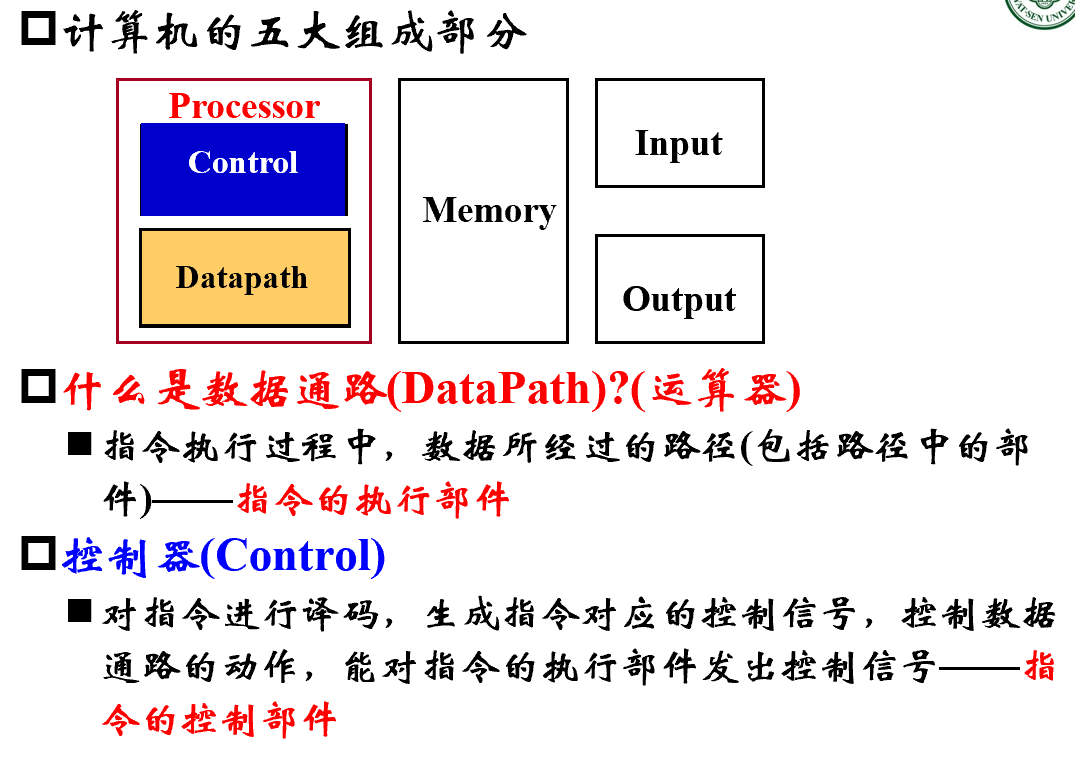 计算机的五大组成部分
Processor
Control
Datapath
Memory
Input
Output
什么是数据通路(DataPath)?(运算器)
指令执行过程中，数据所经过的路径(包括路径中的部
件)——指令的执行部件
控制器(Control)
对指令进行译码，生成指令对应的控制信号，控制数据
通路的动作，能对指令的执行部件发出控制信号——指
令的控制部件